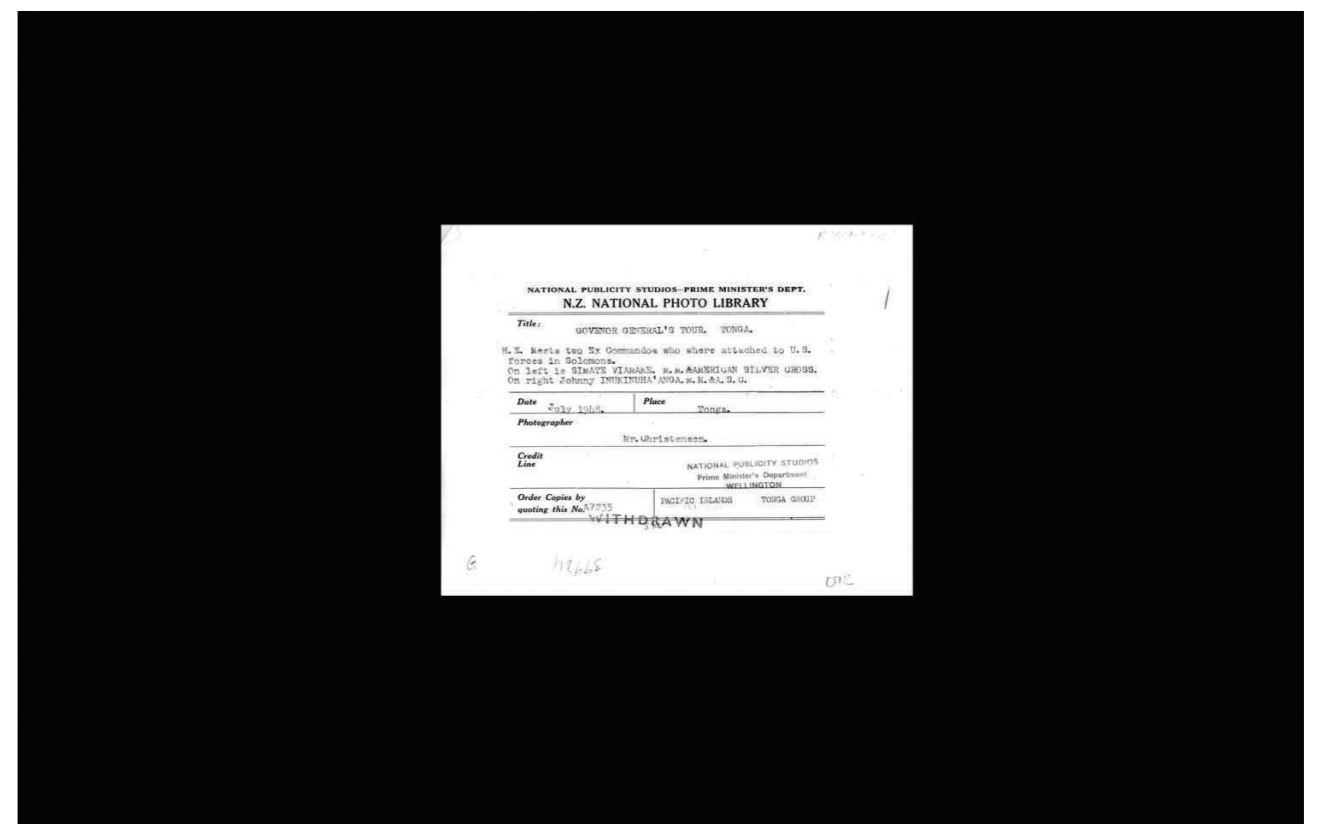 NATIONAL PUBLICITY STUDIOS—PRIME MINISTER'S DEPT.
N.Z. NATIONAL PHOTO LIBRARY
Title: GOVENOR GENERAL'S TOUR. TONGA.
H.E. Meets two Ex Commandos who where attached to U.S.
forces in Solomons.
On left is SIMATE VIAMAKE. M.M.&AMERICAN SILVER CROSS.
On right Johnny INUKINUHA'ANGA.M.M.&A.S.C.
Date July 1948. Place Tonga.
Photographer
Mr.Christensen.
Credit
Line
NATIONAL PUBLICITY STUDIOS
Prime Minister's Department
WELLINGTON
Order Copies by
quoting this No. A7235
PACIFIC ISLANDS TONGA GROUP
WITHDRAWN
G